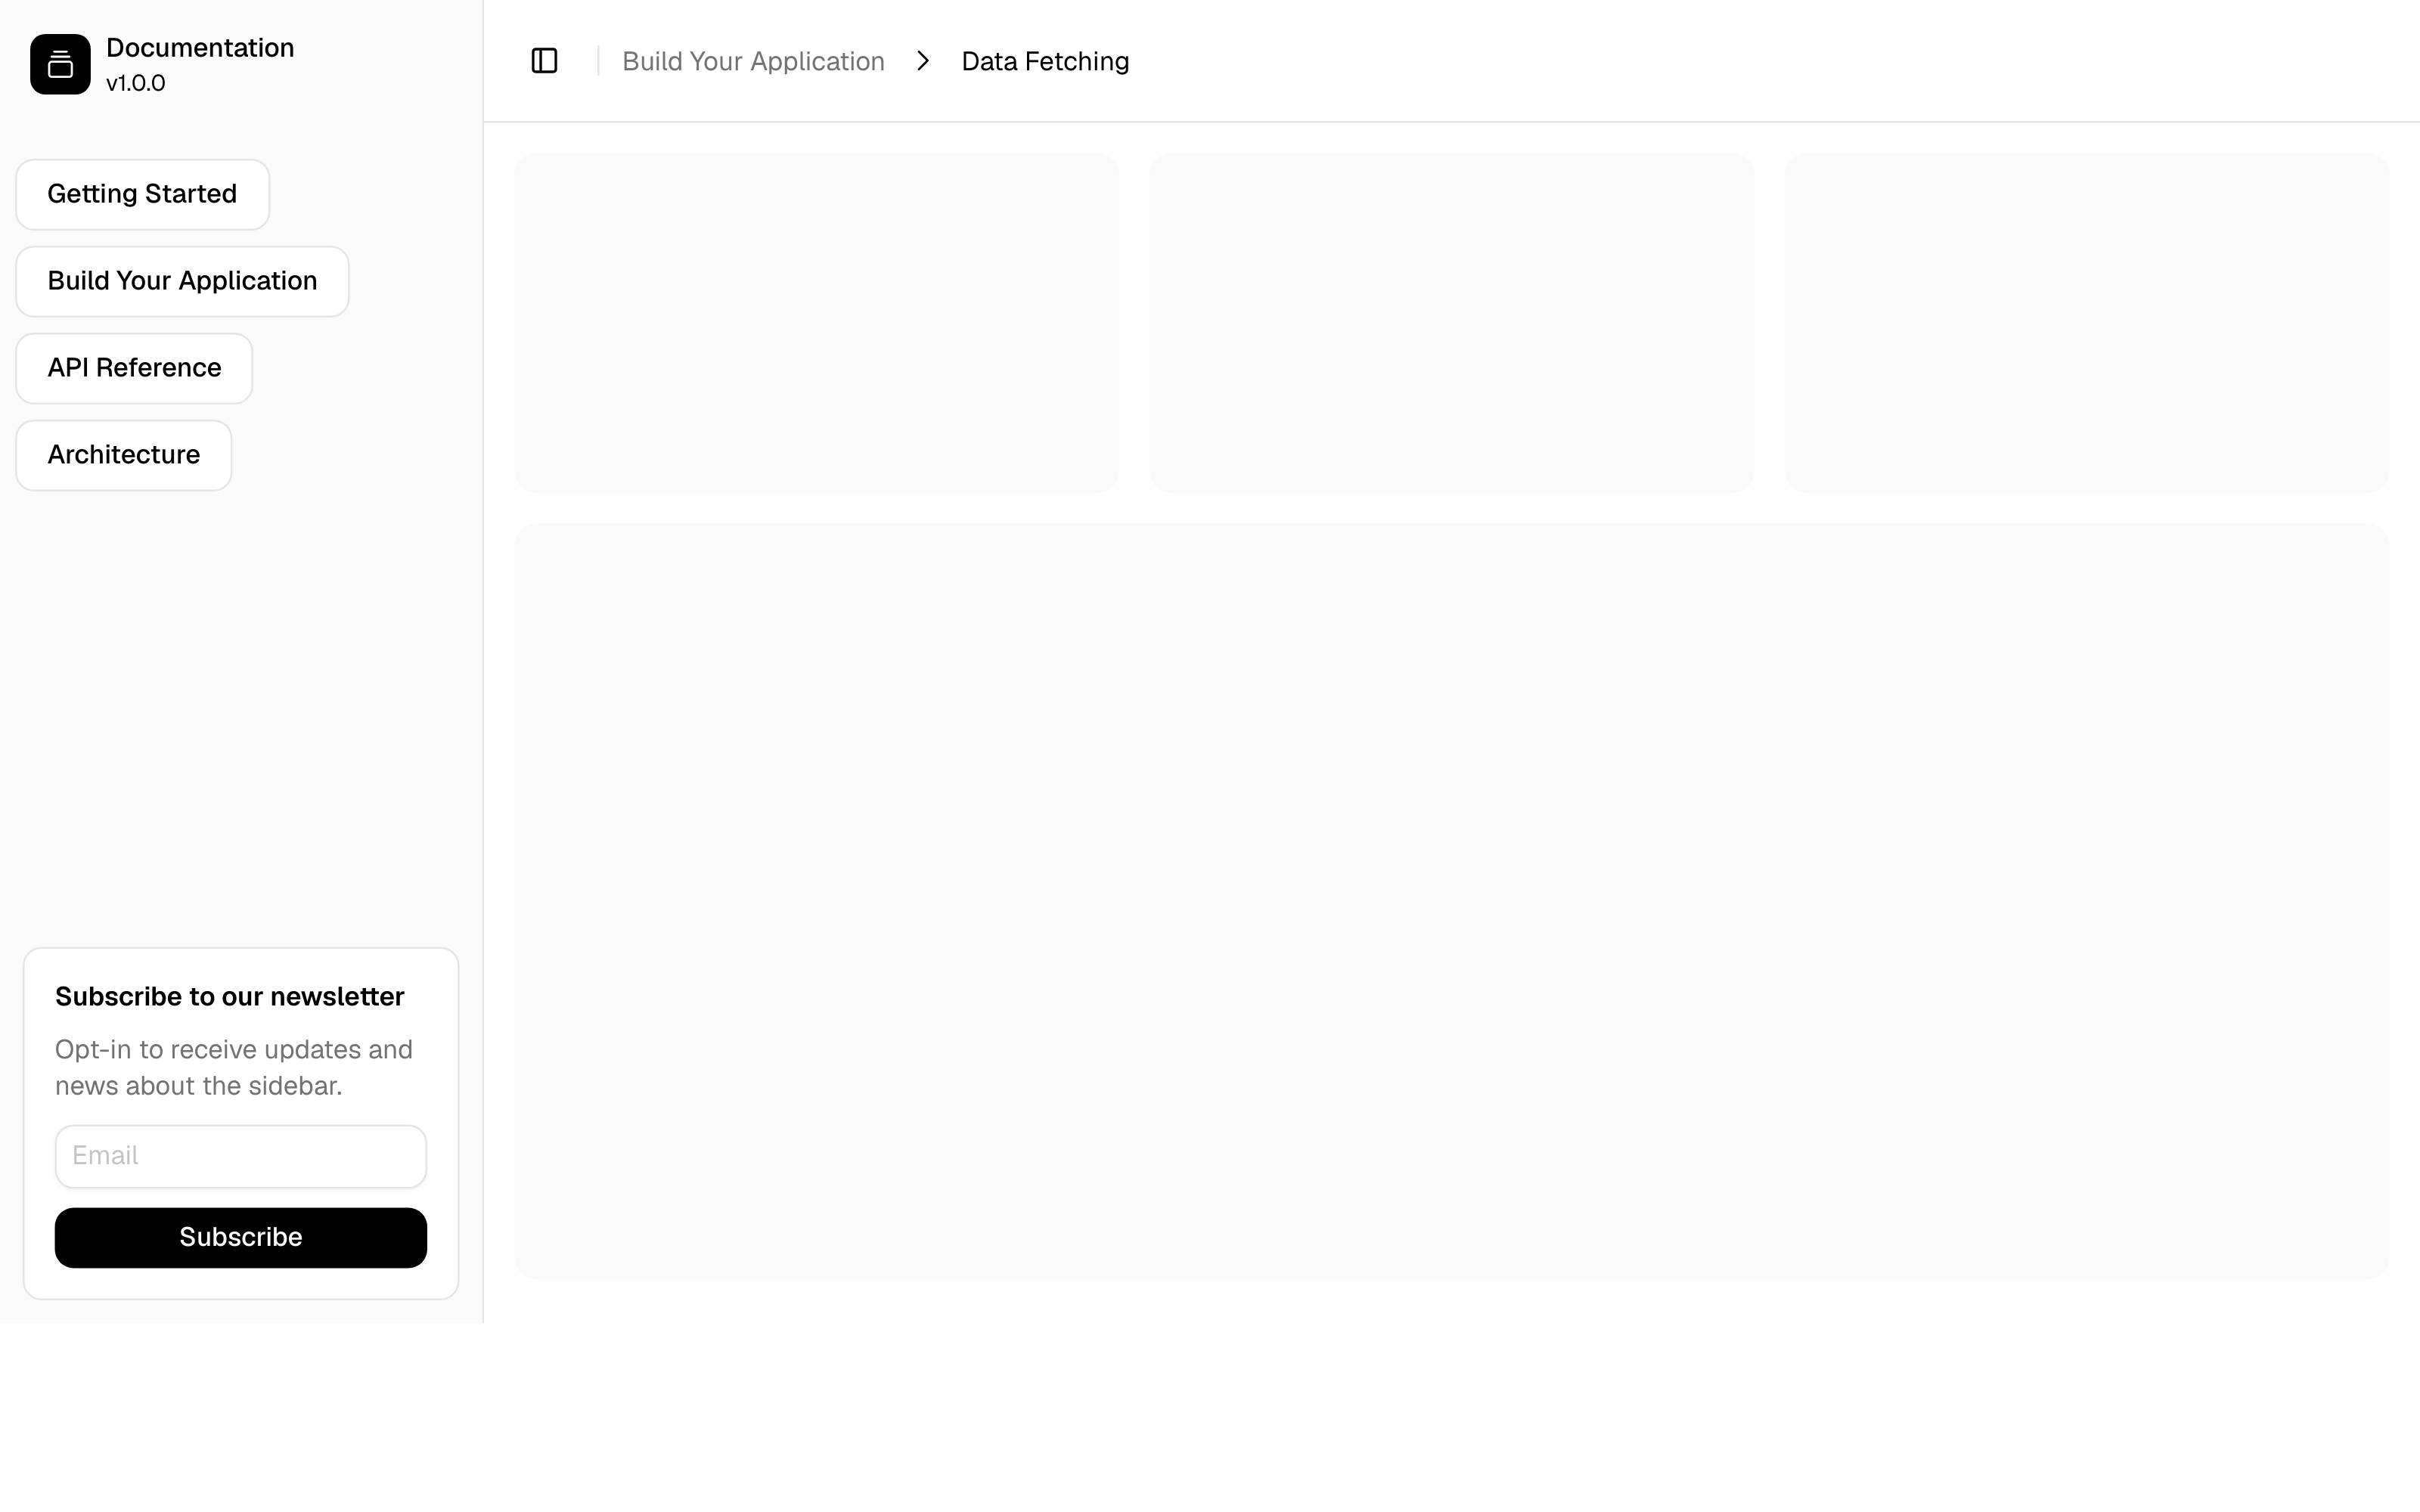 Documentation
v1.0.0
Getting Started
Build Your Application
API Reference
Architecture
Subscribe to our newsletter
Opt-in to receive updates and
news about the sidebar.
Email
Subscribe
Build Your Application
Data Fetching